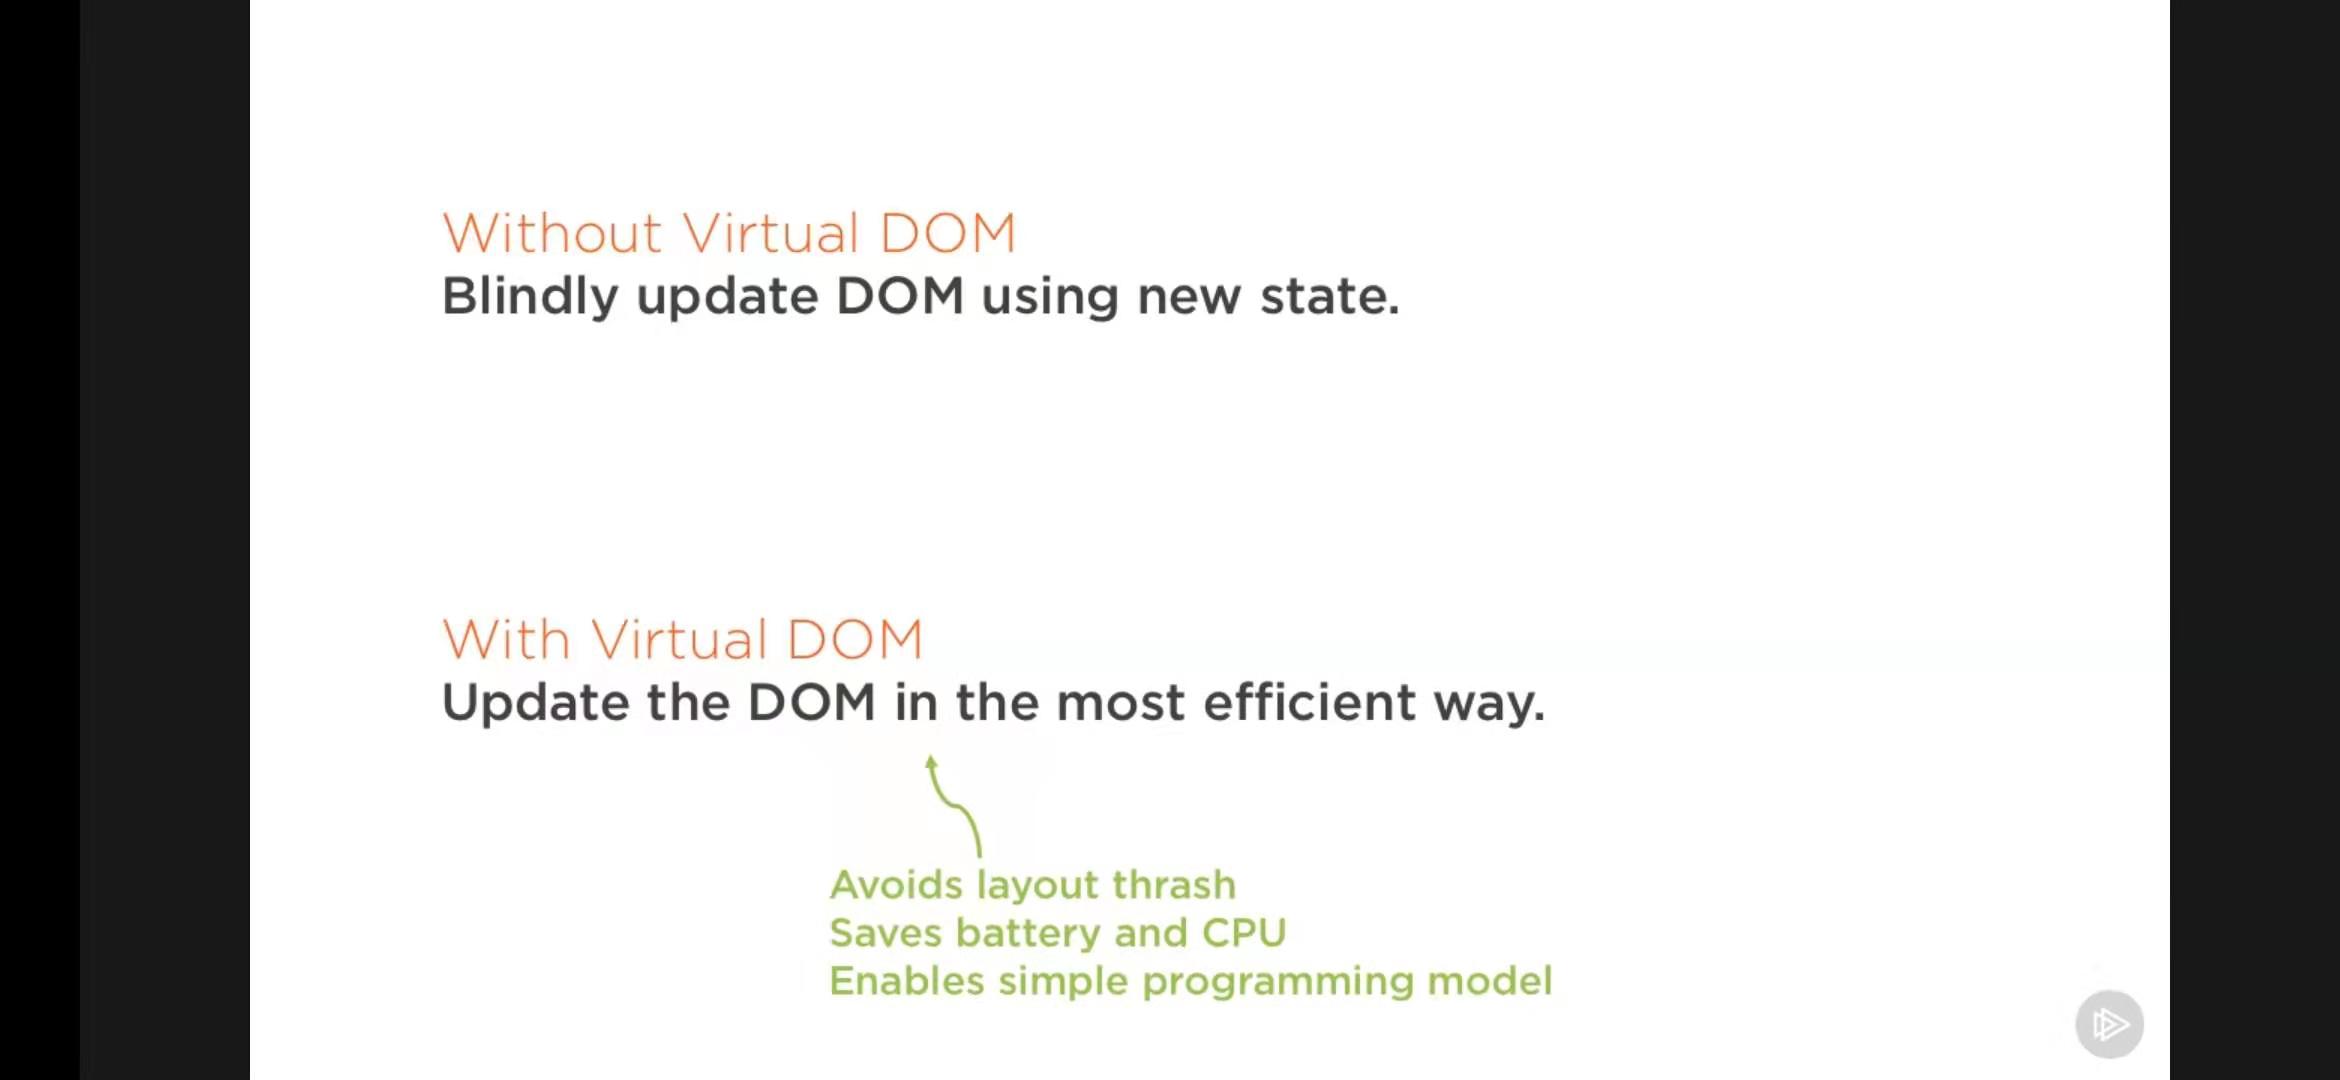 Without Virtual DOM
Blindly update DOM using new state.
With Virtual DOM
Update the DOM in the most efficient way.
Avoids layout thrash
Saves battery and CPU
Enables simple programming model